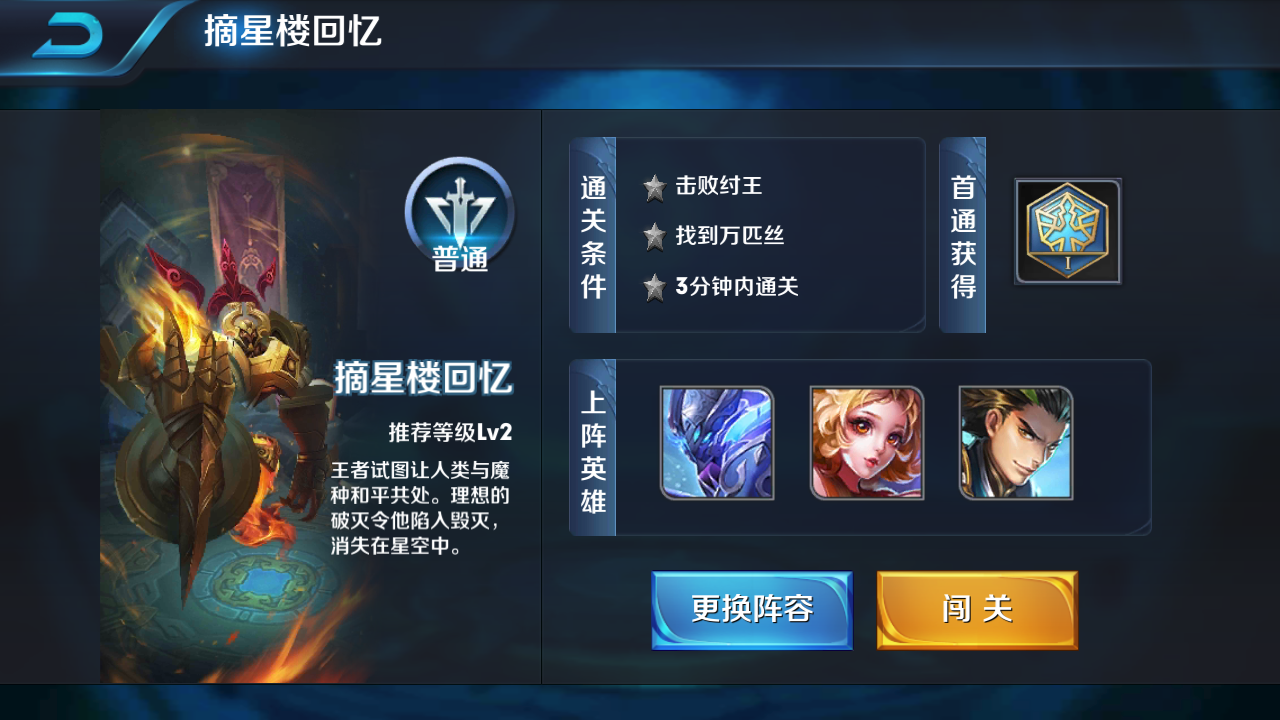 摘星楼回忆
普通
摘星楼回忆
推荐等级Lv2
王者试图让人类与魔
种和平共处。理想的
破灭令他陷入毁灭，
消失在星空中。
通关条件
击败纣王
找到万匹丝
3分钟内通关
首通获得
I
上阵英雄
更换阵容
闯关